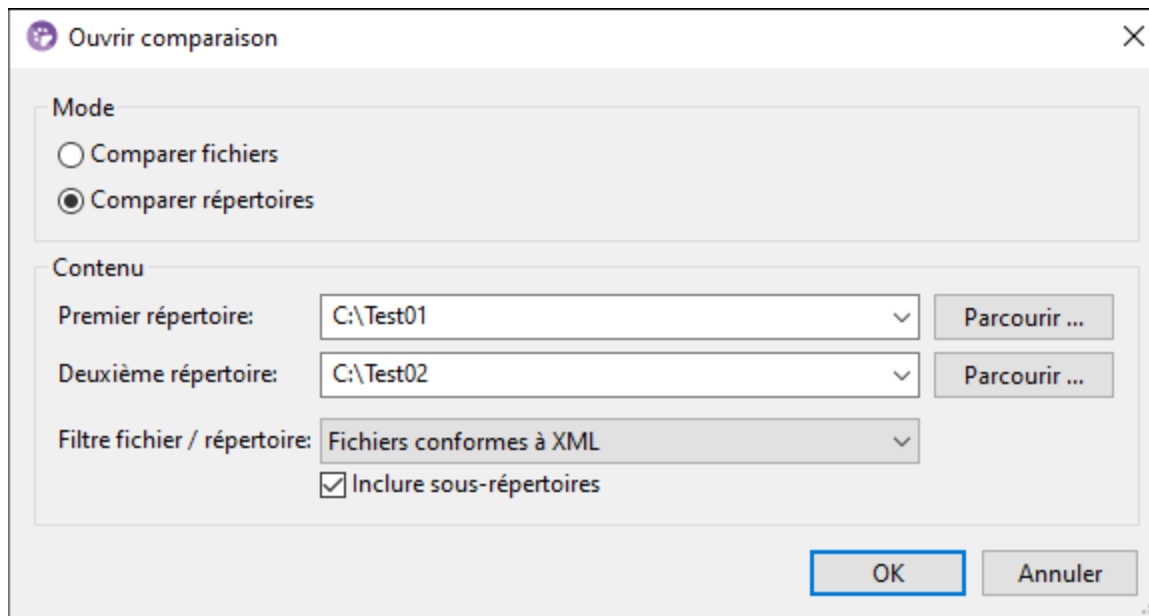 Ouvrir comparaison
Mode
Comparer fichiers
Comparer répertoires
Contenu
Premier répertoire: C:\Test01 Parcourir ...
Deuxième répertoire: C:\Test02 Parcourir ...
Filtre fichier / répertoire: Fichiers conformes à XML
Inclure sous-répertoires
OK Annuler